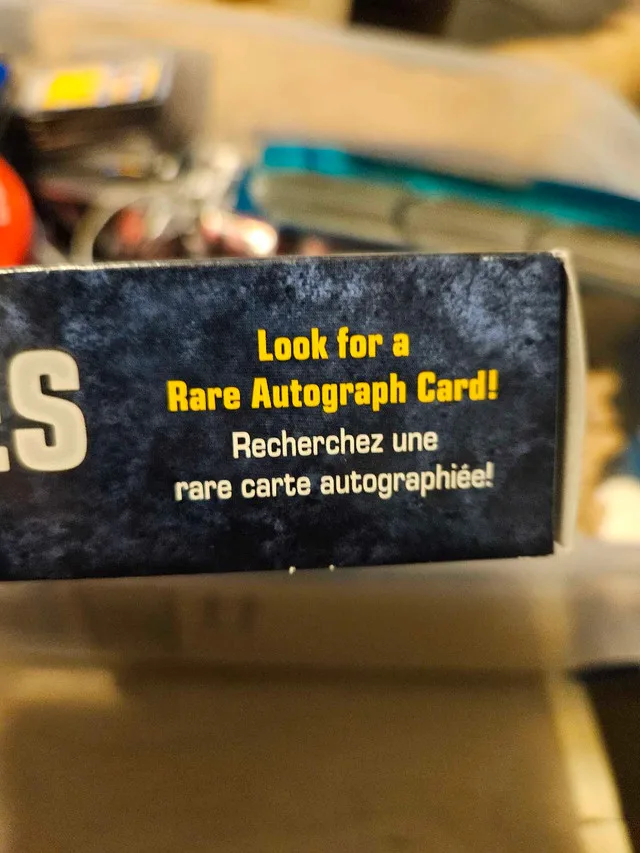 Look for a
Rare Autograph Card!
Recherchez une
rare carte autographiée!